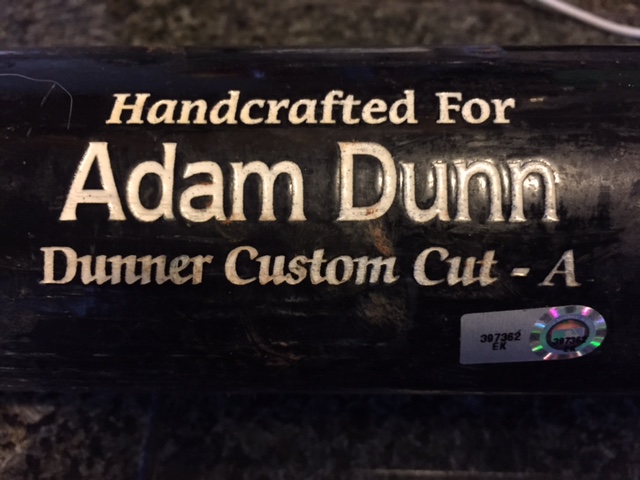 Handcrafted For
Adam Dunn
Dunner Custom Cut - A
397362
EK